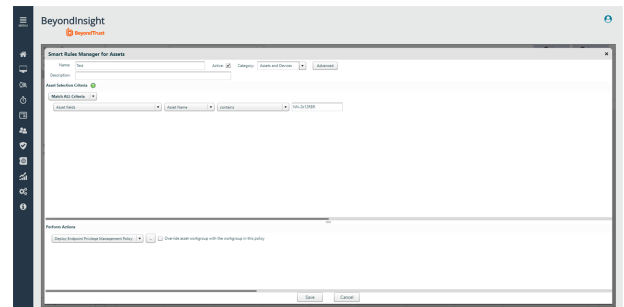 BeyondInsight
BeyondTrust
MENU
Smart Rules Manager for Assets
Name Test Active Category Assets and Devices Advanced
Description
Asset Selection Criteria
Match ALL Criteria
Asset fields Asset Name contains
Perform Actions
Deploy Endpoint Privilege Management Policy ... Override asset workgroup with the workgroup in this policy
Save Cancel